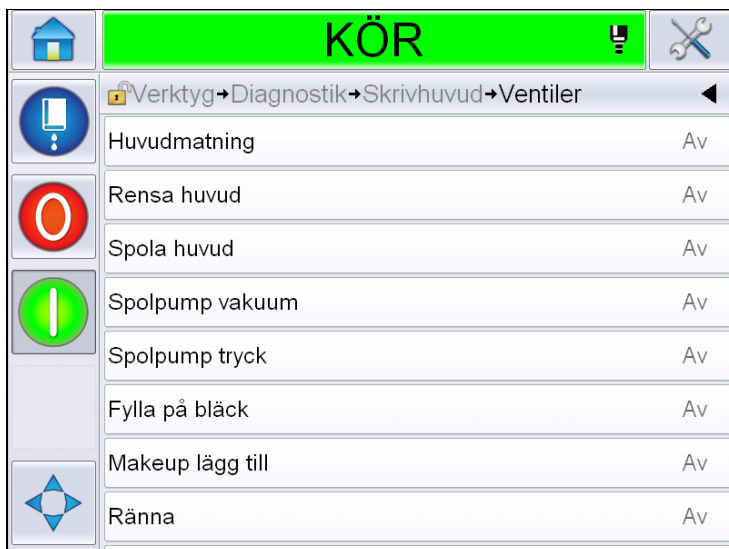 KÖR
Verktyg→Diagnostik→Skrivhuvud→Ventiler
Huvudmatning Av
Rensa huvud Av
Spola huvud Av
Spolpump vakuum Av
Spolpump tryck Av
Fylla på bläck Av
Makeup lägg till Av
Ränna Av